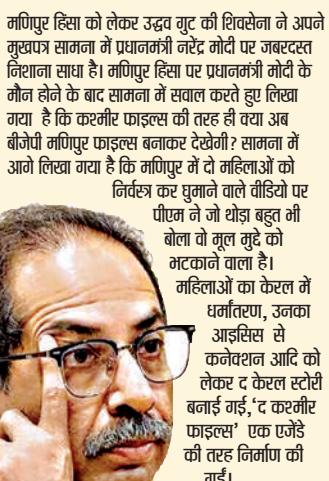 मणिपुर हिंसा को लेकर उद्धव गुट की शिवसेना ने अपने
मुखपत्र सामना में प्रधानमंत्री नरेंद्र मोदी पर जबरदस्त
निशाना साधा है। मणिपुर हिंसा पर प्रधानमंत्री मोदी के
मौन होने के बाद सामना में सवाल करते हुए लिखा
गया है कि कश्मीर फाइल्स की तरह ही क्या अब
बीजेपी मणिपुर फाइल्स बनाकर देखेगी? सामना में
आगे लिखा गया है कि मणिपुर में दो महिलाओं को
निर्वस्त्र कर घुमाने वाले वीडियो पर
पीएम ने जो थोड़ा बहुत भी
बोला वो मूल मुद्दे को
भटकाने वाला है।
महिलाओं का केरल में
धर्मांतरण, उनका
आइसिस से
कनेक्शन आदि को
लेकर द केरल स्टोरी
बनाई गई,‘द कश्मीर
फाइल्स’ एक एजेंडे
की तरह निर्माण की
गईं।